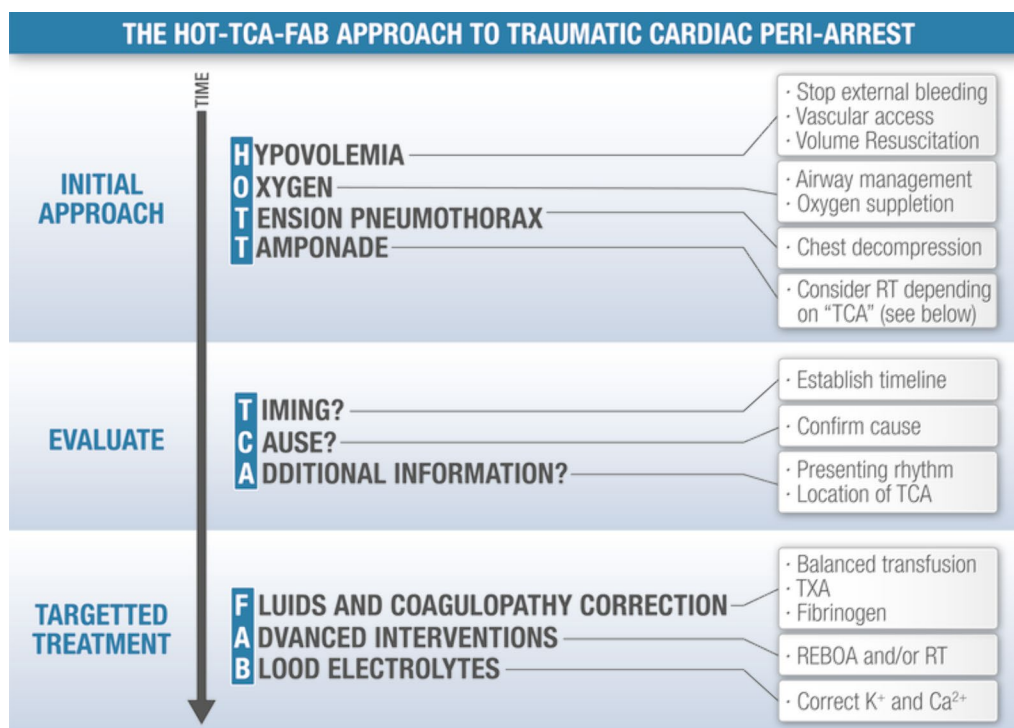 THE HOT-TCA-FAB APPROACH TO TRAUMATIC CARDIAC PERI-ARREST
TIME
INITIAL
APPROACH
HYPOVOLEMIA
· Stop external bleeding
· Vascular access
· Volume Resuscitation
OXYGEN
· Airway management
· Oxygen suppletion
TENSION PNEUMOTHORAX
· Chest decompression
TAMPONADE
· Consider RT depending
on “TCA” (see below)
EVALUATE
TIMING?
· Establish timeline
CAUSE?
· Confirm cause
ADDITIONAL INFORMATION?
· Presenting rhythm
· Location of TCA
TARGETTED
TREATMENT
FLUIDS AND COAGULOPATHY CORRECTION
· Balanced transfusion
· TXA
· Fibrinogen
ADVANCED INTERVENTIONS
· REBOA and/or RT
BLOOD ELECTROLYTES
· Correct K⁺ and Ca²⁺